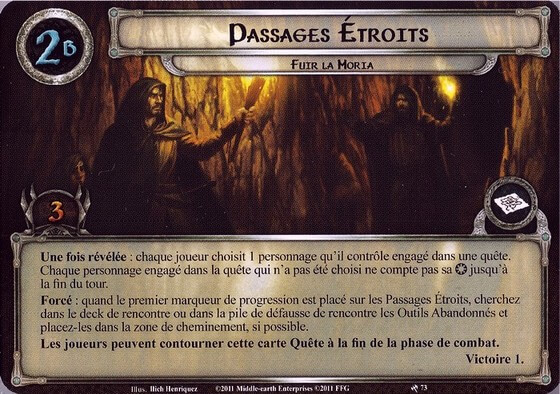 2B
Passages Étroits
Fuir la Moria
3
Une fois révélée : chaque joueur choisit 1 personnage qu'il contrôle engagé dans une quête.
Chaque personnage engagé dans la quête qui n'a pas été choisi ne compte pas sa jusqu'à
la fin du tour.
Forcé : quand le premier marqueur de progression est placé sur les Passages Étroits, cherchez
dans le deck de rencontre ou dans la pile de défausse de rencontre les Outils Abandonnés et
placez-les dans la zone de cheminement, si possible.
Les joueurs peuvent contourner cette carte Quête à la fin de la phase de combat.
Victoire 1.
Illus. Ilich Henriquez ©2011 Middle-earth Enterprises ©2011 FFG 73